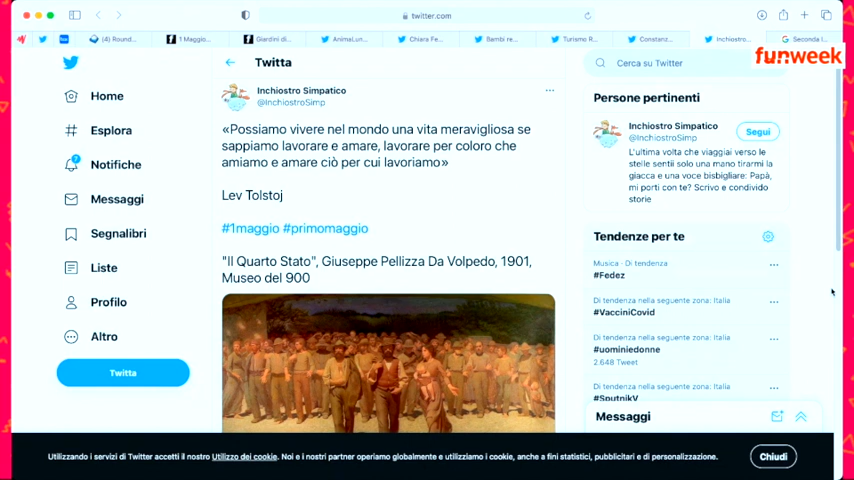 twitter.com
(4) Round...
1 Maggio...
Giardini di...
AnimaLun...
Chiara Fe...
Bambi re...
Turismo R...
Constanz...
Inchiostro...
Seconda l...
funweek
Home
Esplora
Notifiche
Messaggi
Segnalibri
Liste
Profilo
Altro
Twitta
Twitta
Inchiostro Simpatico
@InchiostroSimp
«Possiamo vivere nel mondo una vita meravigliosa se
sappiamo lavorare e amare, lavorare per coloro che
amiamo e amare ciò per cui lavoriamo»
Lev Tolstoj
#1maggio #primomaggio
"Il Quarto Stato", Giuseppe Pellizza Da Volpedo, 1901,
Museo del 900
Cerca su Twitter
Persone pertinenti
Inchiostro Simpatico
@InchiostroSimp
Segui
L'ultima volta che viaggiai verso le
stelle sentii solo una mano tirarmi la
giacca e una voce bisbigliare: Papà,
mi porti con te? Scrivo e condivido
storie
Tendenze per te
Musica · Di tendenza
#Fedez
Di tendenza nella seguente zona: Italia
#VacciniCovid
Di tendenza nella seguente zona: Italia
#uominiedonne
2.648 Tweet
Di tendenza nella seguente zona: Italia
#SputnikV
Messaggi
Utilizzando i servizi di Twitter accetti il nostro Utilizzo dei cookie. Noi e i nostri partner operiamo globalmente e utilizziamo i cookie, anche a fini statistici, pubblicitari e di personalizzazione.
Chiudi